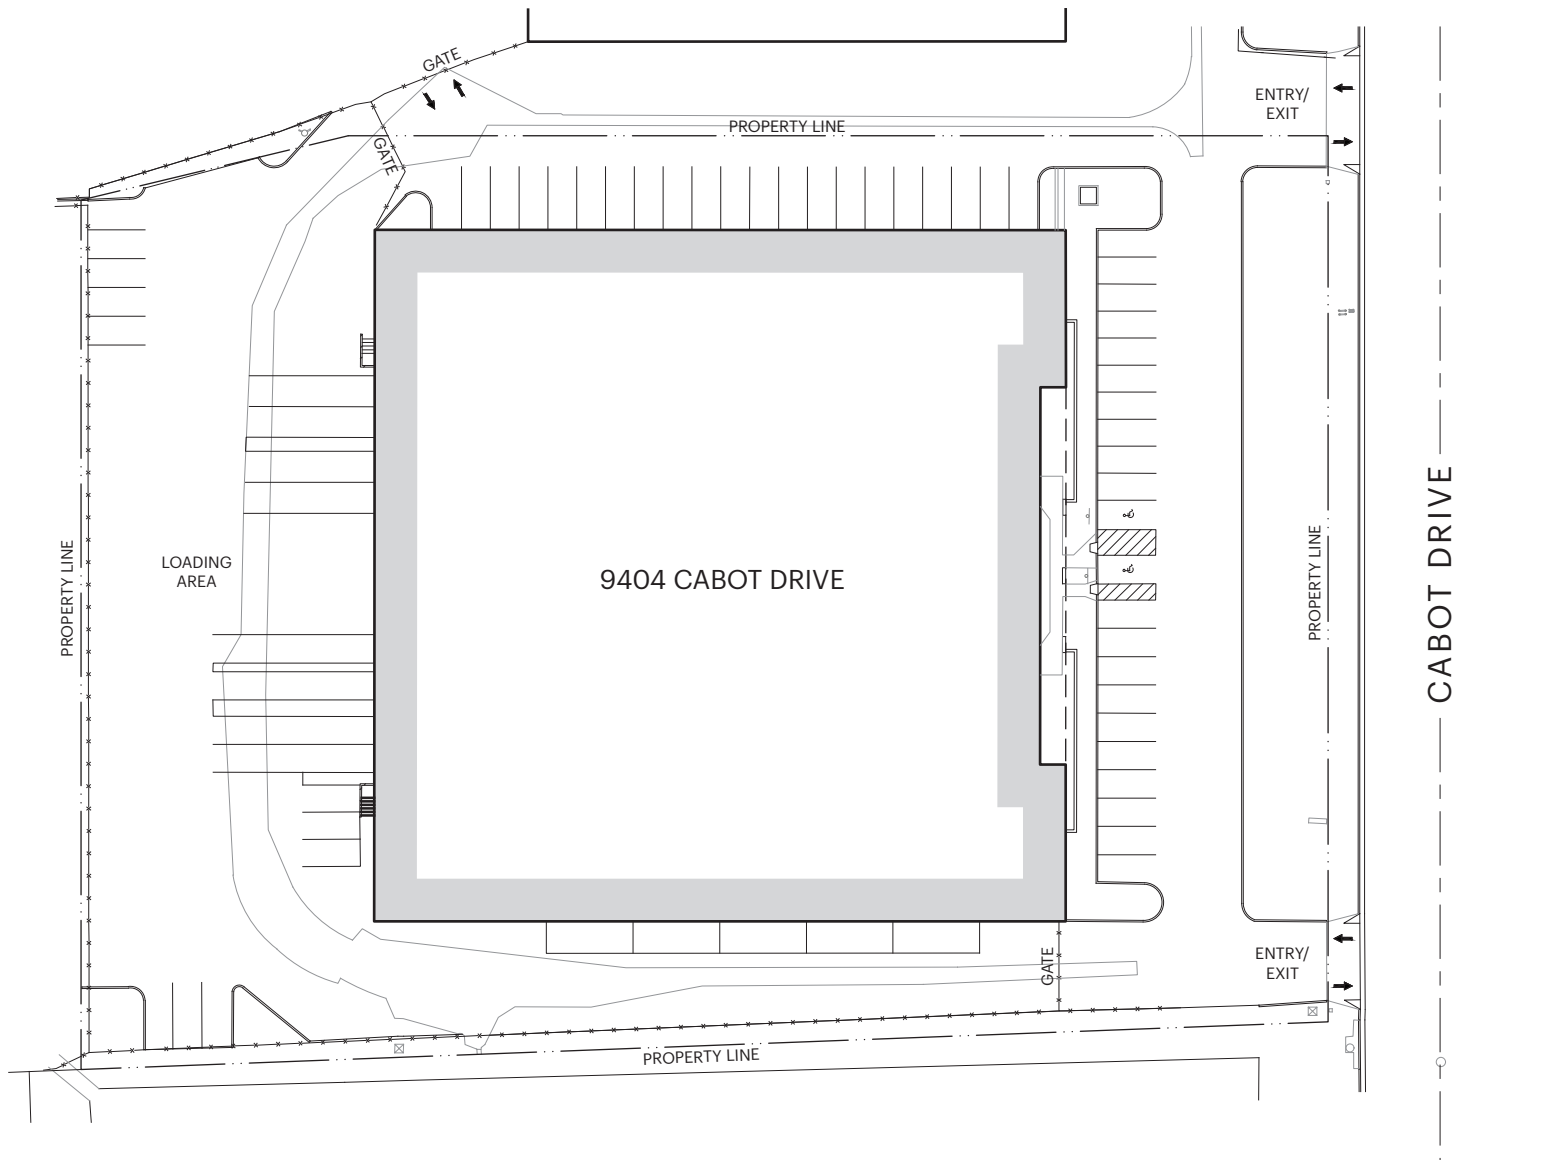 GATE
ENTRY/
EXIT
PROPERTY LINE
GATE
CABOT DRIVE
PROPERTY LINE
PROPERTY LINE
LOADING
AREA
9404 CABOT DRIVE
GATE
ENTRY/
EXIT
PROPERTY LINE